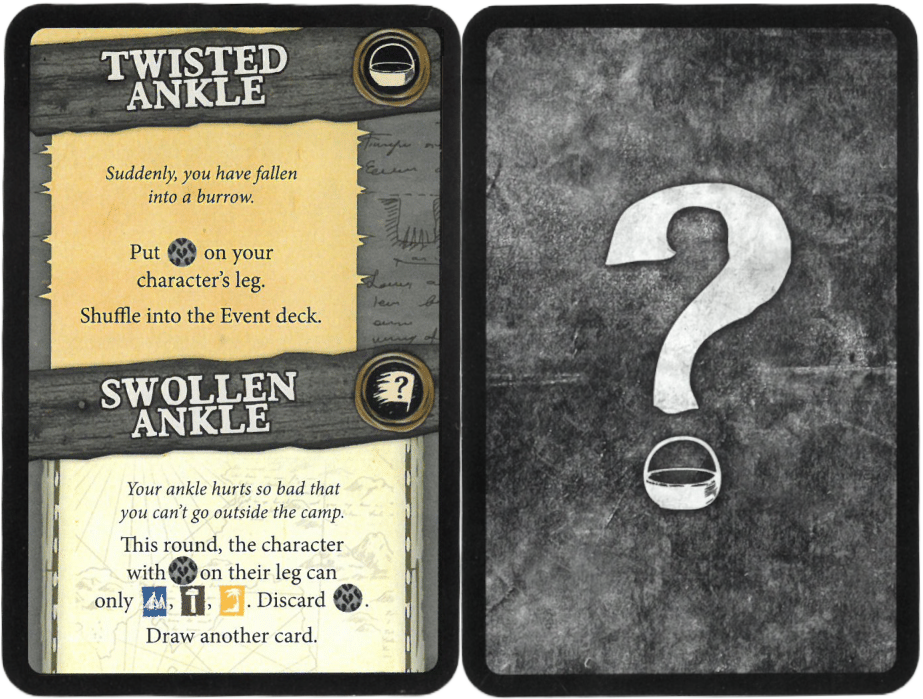 TWISTED
ANKLE
Suddenly, you have fallen
into a burrow.
Put on your
character's leg.
Shuffle into the Event deck.
SWOLLEN
ANKLE
?
Your ankle hurts so bad that
you can't go outside the camp.
This round, the character
with on their leg can
only , , . Discard .
Draw another card.
?